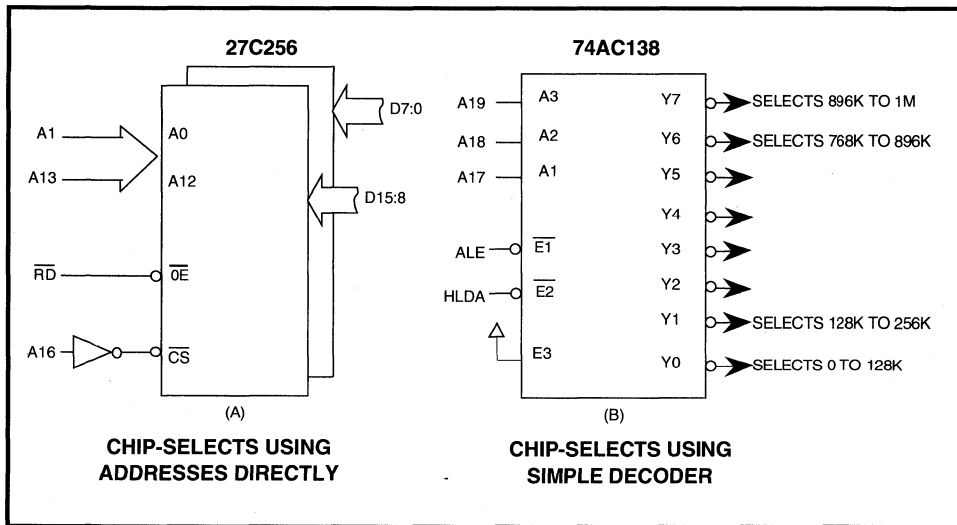 27C256
D7:0
A1
A0
A13
A12
D15:8
RD
0E
A16
CS
(A)
CHIP-SELECTS USING
ADDRESSES DIRECTLY
74AC138
A19 A3 Y7 SELECTS 896K TO 1M
A18 A2 Y6 SELECTS 768K TO 896K
A17 A1 Y5
Y4
ALE E1 Y3
HLDA E2 Y2
Y1 SELECTS 128K TO 256K
E3 Y0 SELECTS 0 TO 128K
(B)
CHIP-SELECTS USING
SIMPLE DECODER